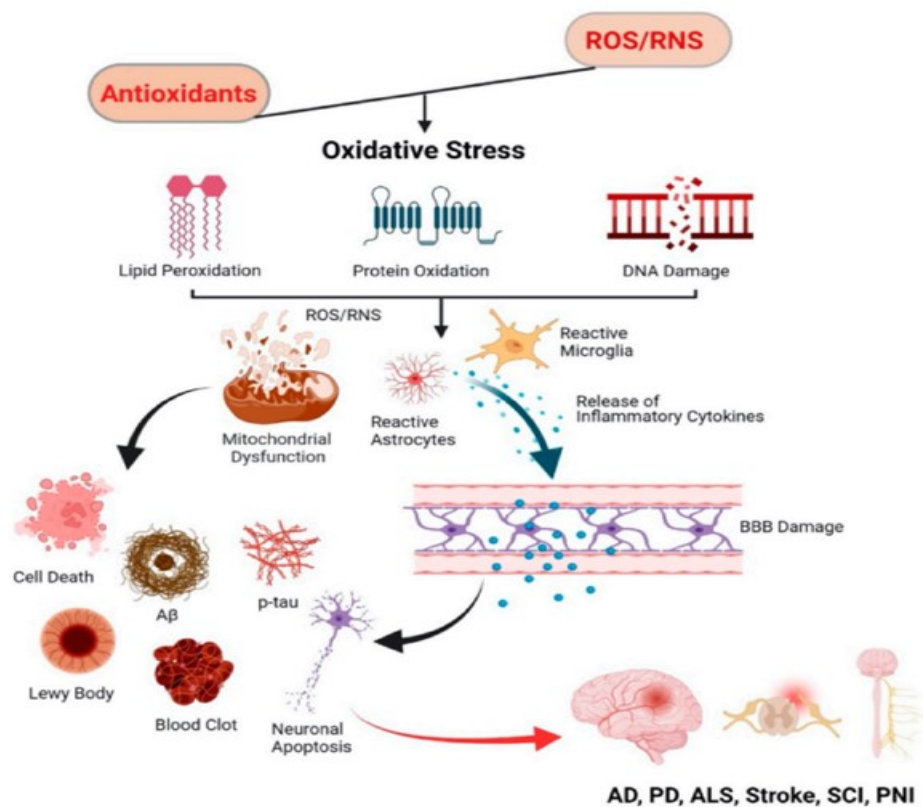 ROS/RNS
Antioxidants
Oxidative Stress
Lipid Peroxidation
Protein Oxidation
DNA Damage
ROS/RNS
Reactive
Microglia
Reactive
Astrocytes
Release of
Inflammatory Cytokines
Mitochondrial
Dysfunction
BBB Damage
Cell Death
Aβ
p-tau
Lewy Body
Blood Clot
Neuronal
Apoptosis
AD, PD, ALS, Stroke, SCI, PNI